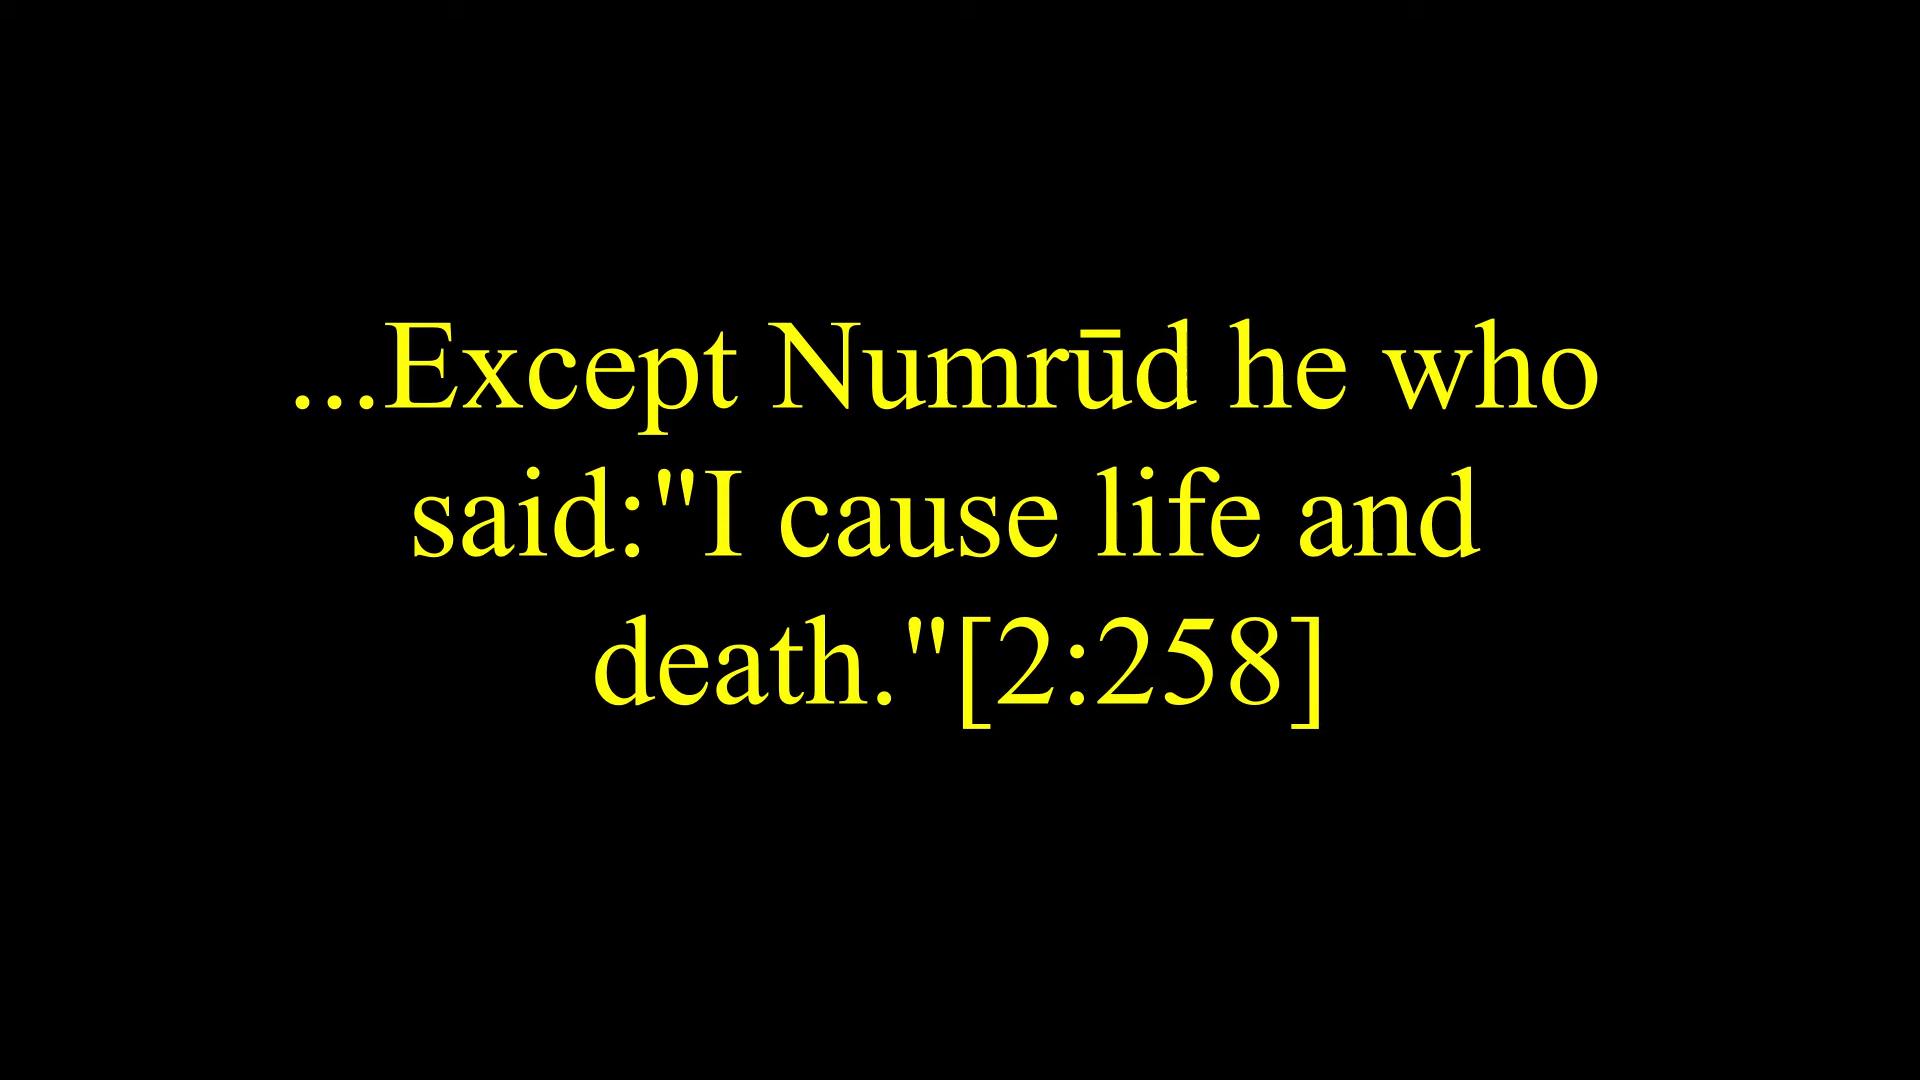 ...Except Numrūd he who
said:"I cause life and
death."[2:258]